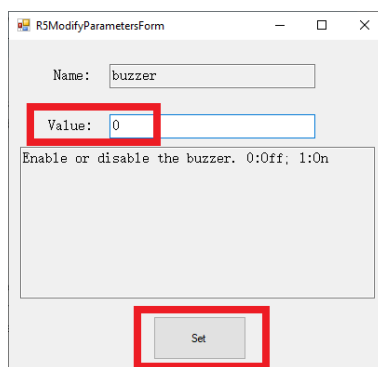 R5ModifyParametersForm
Name: buzzer
Value: 0
Enable or disable the buzzer. 0:Off; 1:On
Set